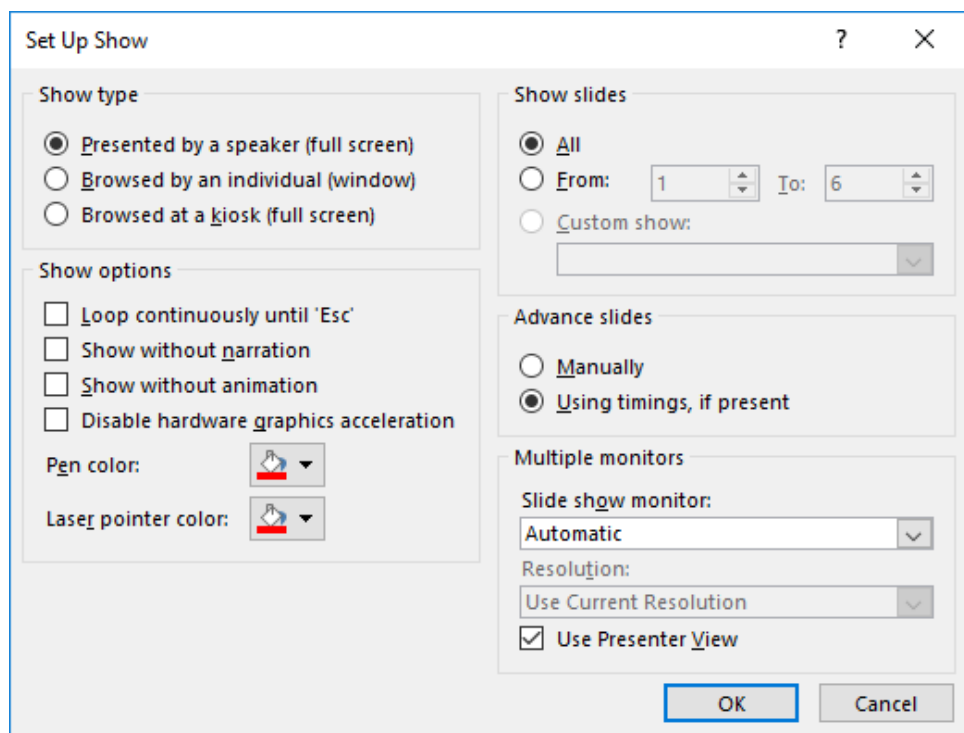 Set Up Show
?
Show type
Presented by a speaker (full screen)
Browsed by an individual (window)
Browsed at a kiosk (full screen)
Show options
Loop continuously until 'Esc'
Show without narration
Show without animation
Disable hardware graphics acceleration
Pen color:
Laser pointer color:
Show slides
All
From: 1 To: 6
Custom show:
Advance slides
Manually
Using timings, if present
Multiple monitors
Slide show monitor:
Automatic
Resolution:
Use Current Resolution
Use Presenter View
OK Cancel